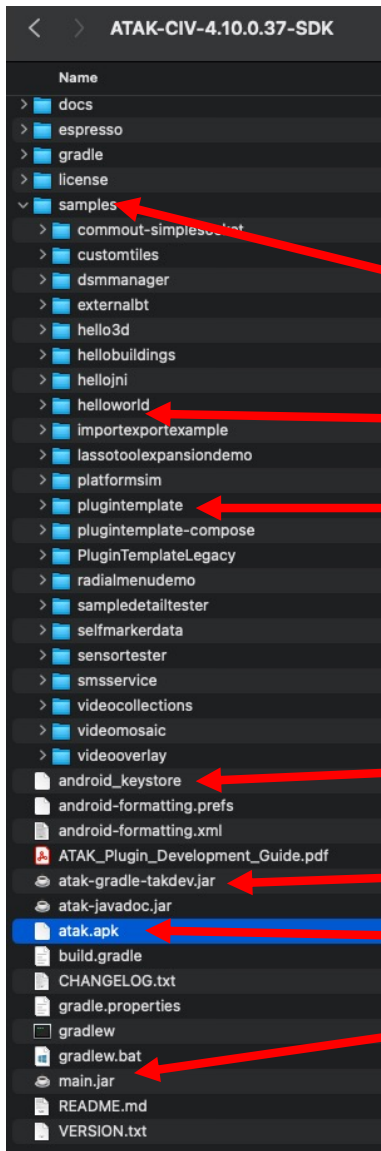 ATAK-CIV-4.10.0.37-SDK
Name
docs
espresso
gradle
license
samples
commout-simplesocket
customtiles
dsmmanager
externalbt
hello3d
hellobuildings
hellojni
helloworld
importexportexample
lassotoolexpansiondemo
platformsim
plugintemplate
plugintemplate-compose
PluginTemplateLegacy
radialmenudemo
sampledetailtester
selfmarkerdata
sensortester
smsservice
videocollections
videomosaic
videooverlay
android_keystore
android-formatting.prefs
android-formatting.xml
ATAK_Plugin_Development_Guide.pdf
atak-gradle-takdev.jar
atak-javadoc.jar
atak.apk
build.gradle
CHANGELOG.txt
gradle.properties
gradlew
gradlew.bat
main.jar
README.md
VERSION.txt